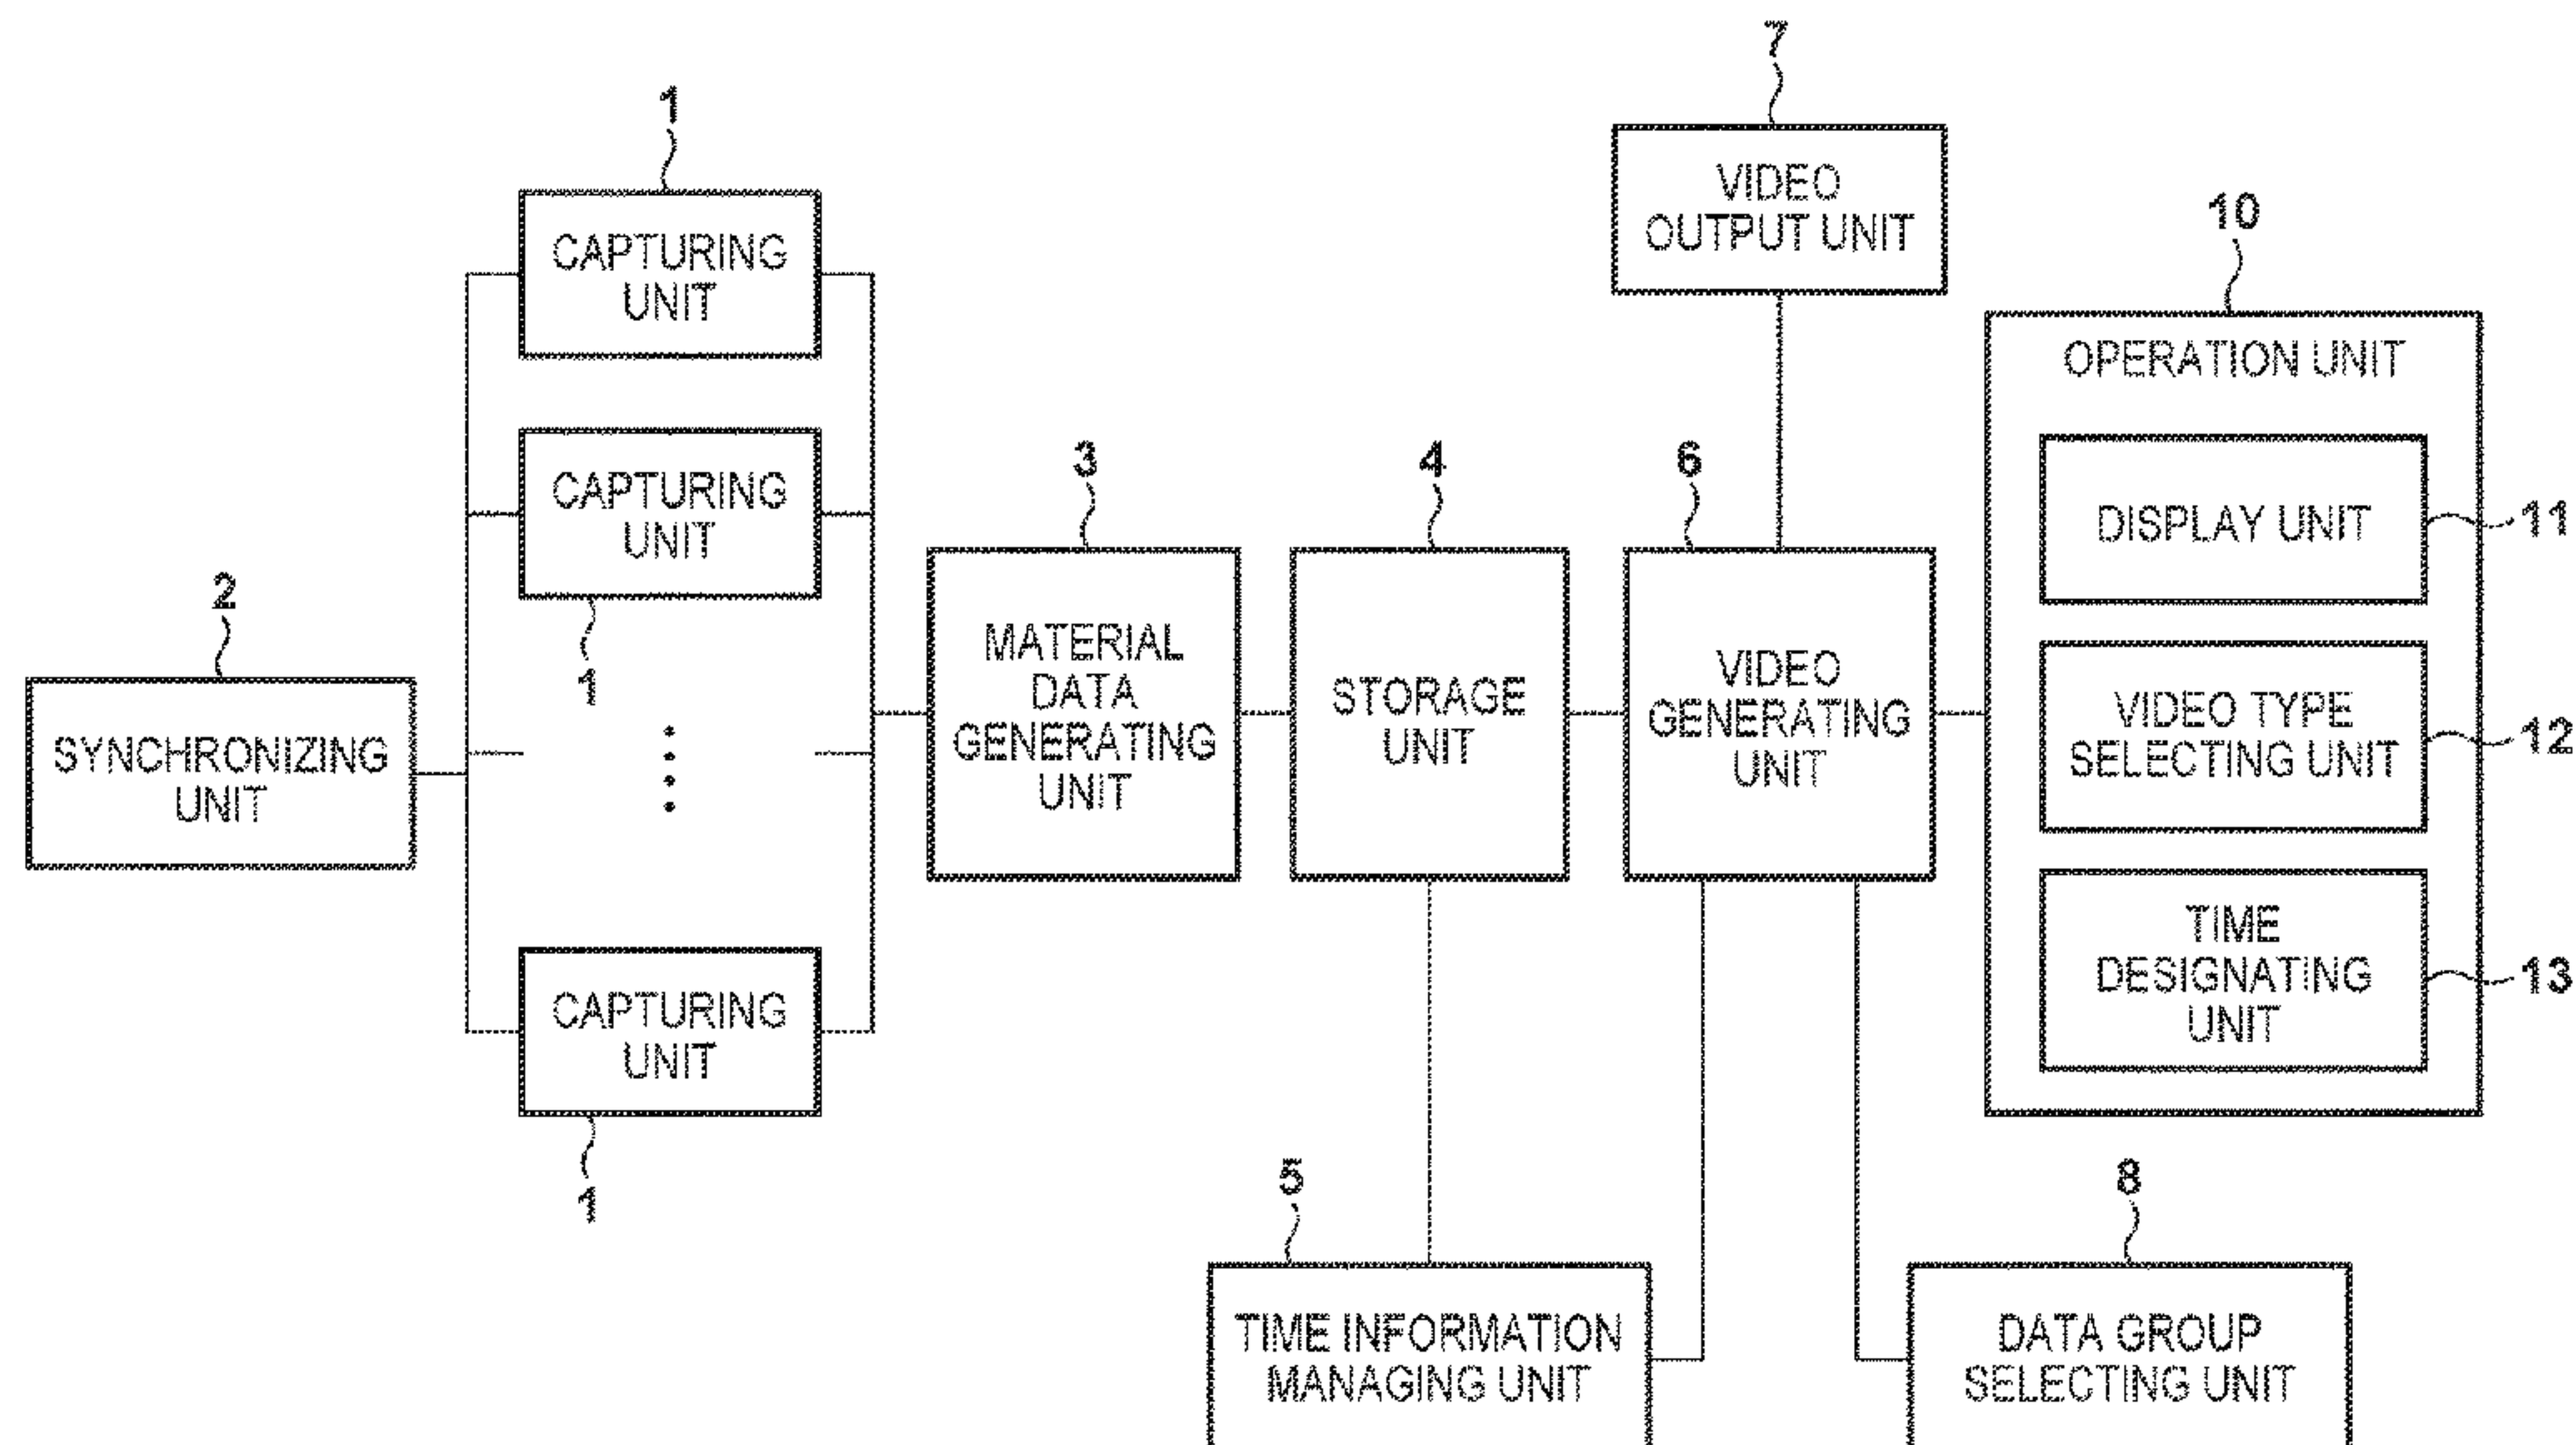 7
1
VIDEO
OUTPUT UNIT
10
CAPTURING
UNIT
OPERATION UNIT
3
4
6
CAPTURING
UNIT
DISPLAY UNIT
11
2
1
MATERIAL
DATA
GENERATING
UNIT
STORAGE
UNIT
VIDEO
GENERATING
UNIT
VIDEO TYPE
SELECTING UNIT
12
SYNCHRONIZING
UNIT
TIME
DESIGNATING
UNIT
13
CAPTURING
UNIT
1
5
8
TIME INFORMATION
MANAGING UNIT
DATA GROUP
SELECTING UNIT